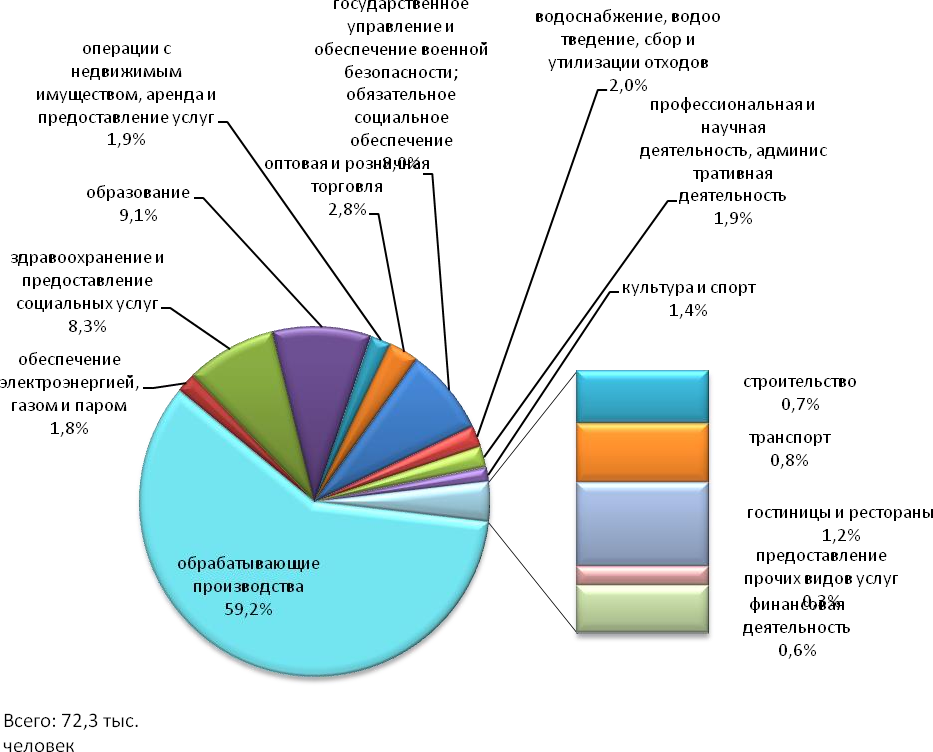 государственное
управление и
обеспечение военной
безопасности;
обязательное
социальное
обеспечение
8,0%
водоснабжение, водоо
тведение, сбор и
утилизации отходов
2,0%
операции с
недвижимым
имуществом, аренда и
предоставление услуг
1,9%
профессиональная и
научная
деятельность, админис
тративная
деятельность
1,9%
оптовая и розничная
торговля
2,8%
образование
9,1%
здравоохранение и
предоставление
социальных услуг
8,3%
культура и спорт
1,4%
обеспечение
электроэнергией,
газом и паром
1,8%
строительство
0,7%
транспорт
0,8%
гостиницы и рестораны
1,2%
предоставление
прочих видов услуг
0,3%
финансовая
деятельность
0,6%
обрабатывающие
производства
59,2%
Всего: 72,3 тыс.
человек